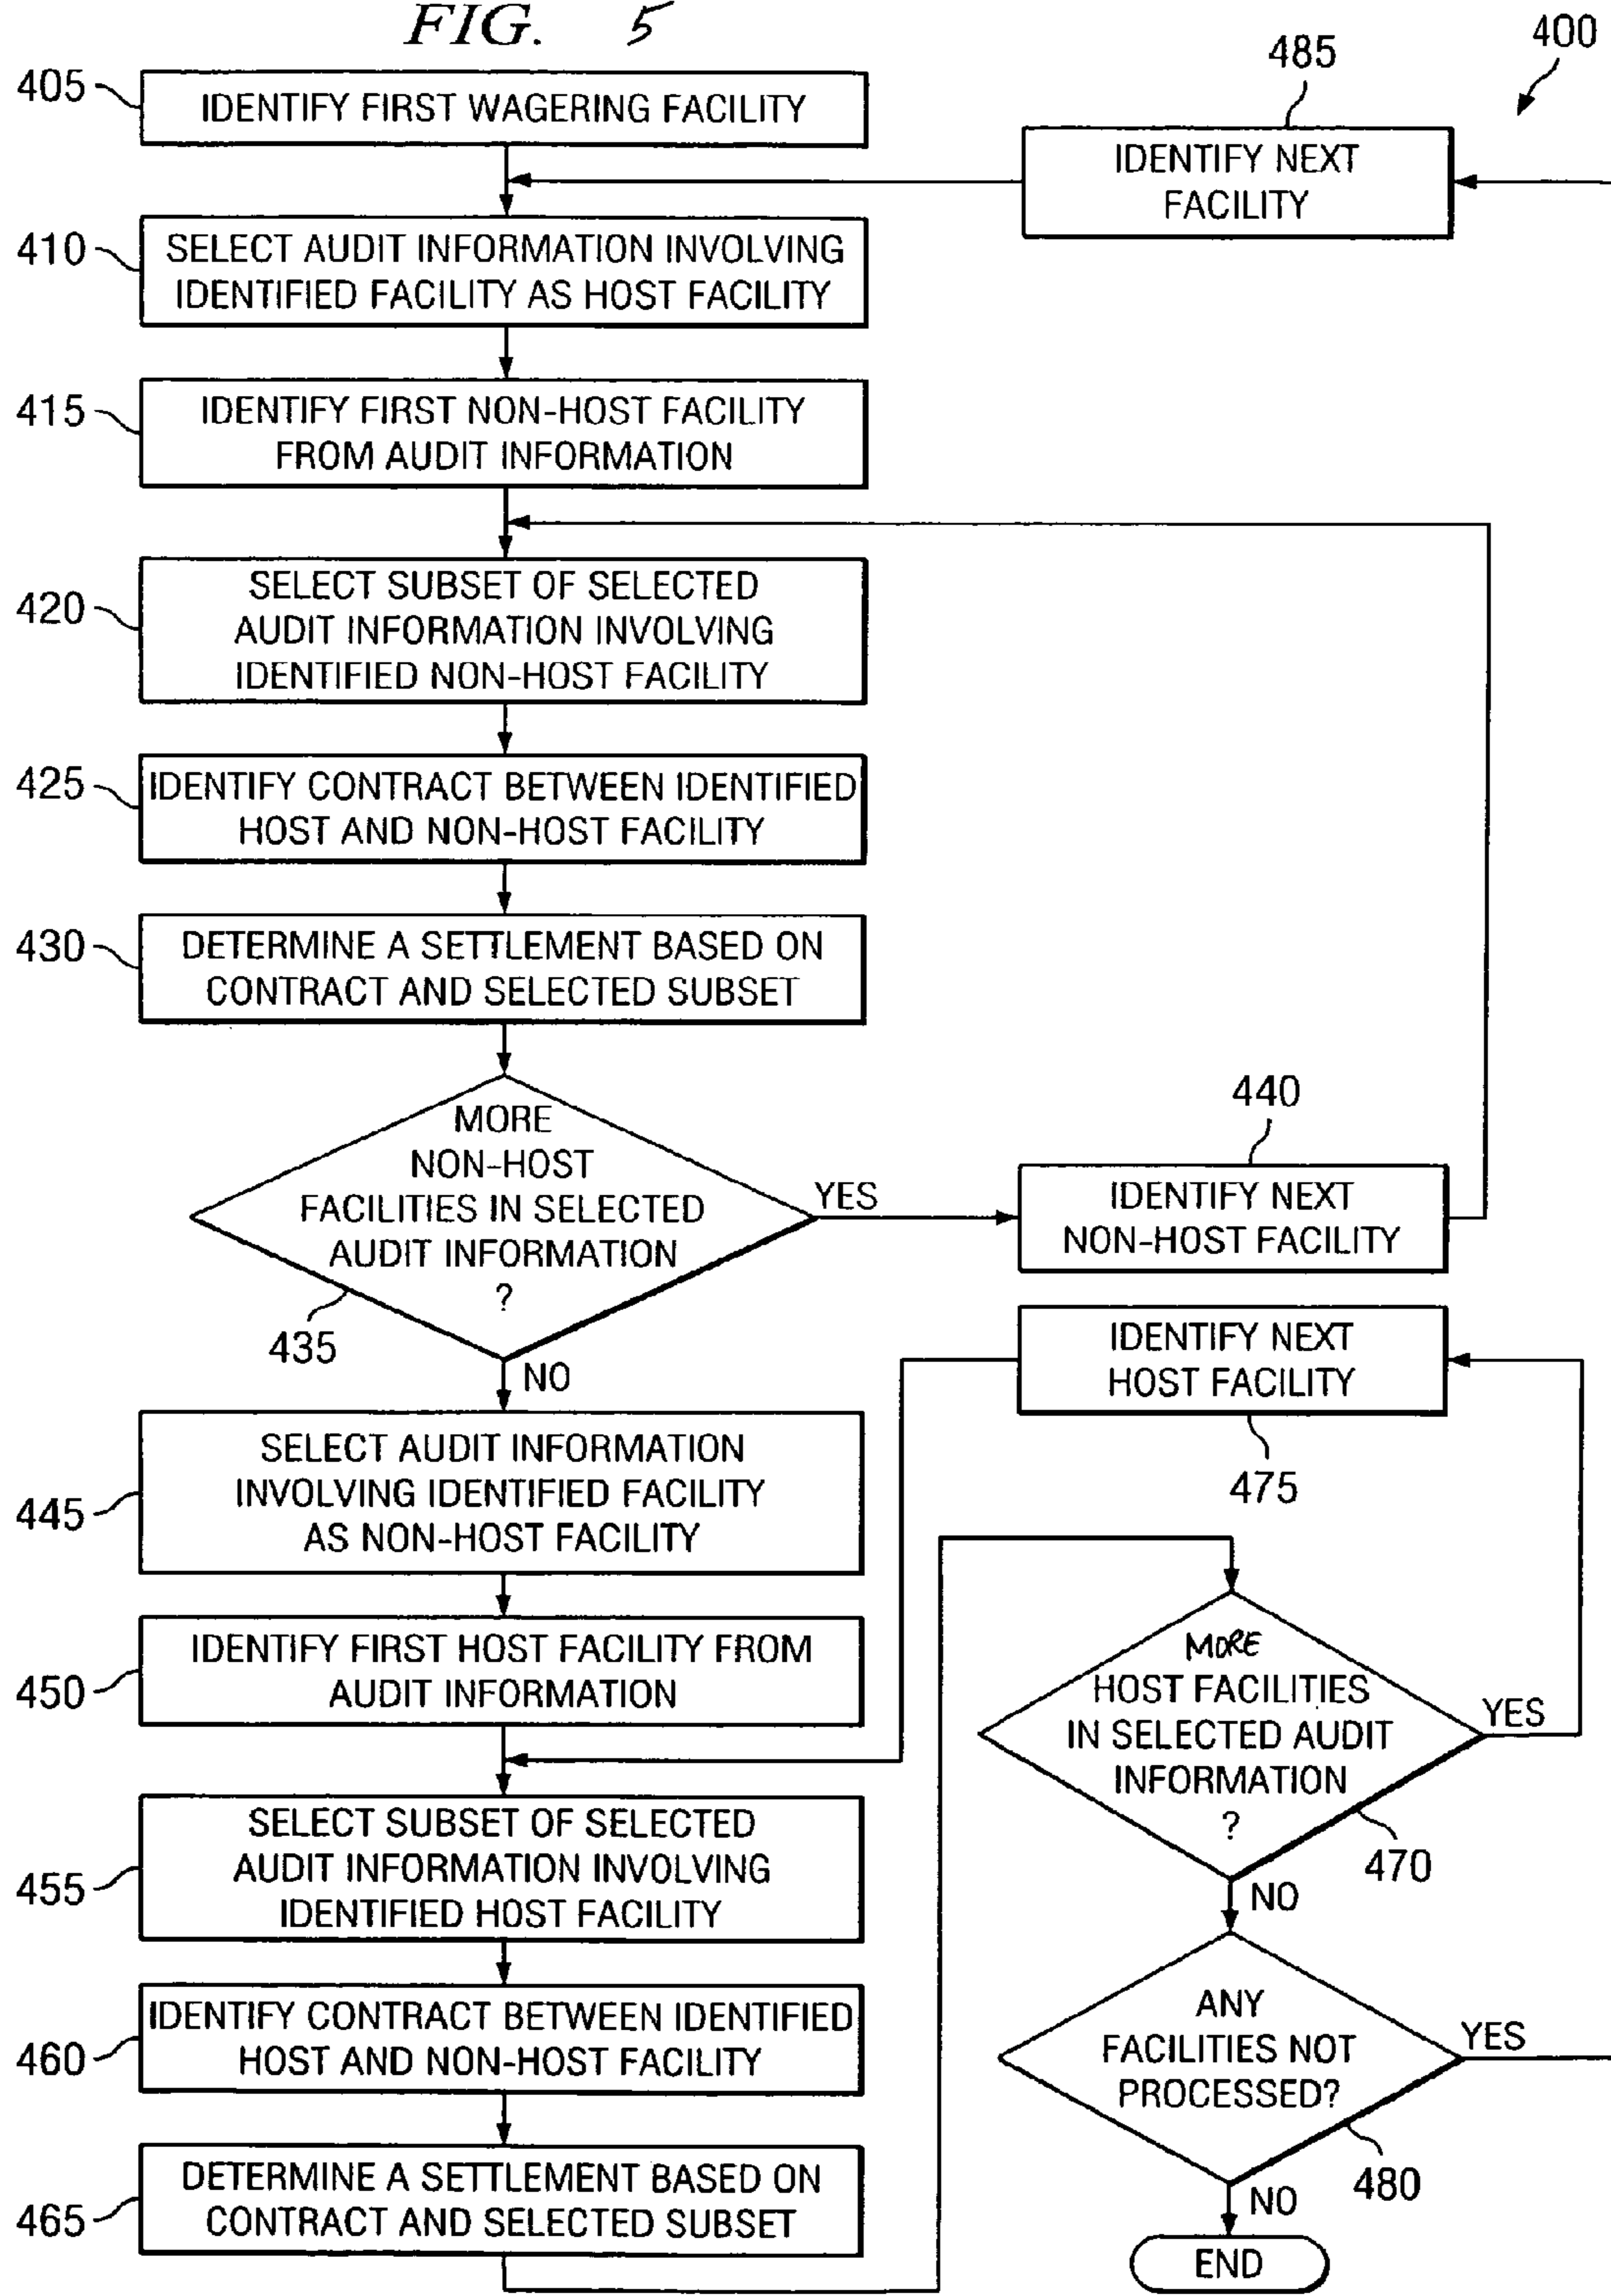 FIG. 5
400
405
IDENTIFY FIRST WAGERING FACILITY
485
IDENTIFY NEXT
FACILITY
410
SELECT AUDIT INFORMATION INVOLVING
IDENTIFIED FACILITY AS HOST FACILITY
415
IDENTIFY FIRST NON-HOST FACILITY
FROM AUDIT INFORMATION
420
SELECT SUBSET OF SELECTED
AUDIT INFORMATION INVOLVING
IDENTIFIED NON-HOST FACILITY
425
IDENTIFY CONTRACT BETWEEN IDENTIFIED
HOST AND NON-HOST FACILITY
430
DETERMINE A SETTLEMENT BASED ON
CONTRACT AND SELECTED SUBSET
MORE
NON-HOST
FACILITIES IN SELECTED
AUDIT INFORMATION
?
435
YES
NO
440
IDENTIFY NEXT
NON-HOST FACILITY
IDENTIFY NEXT
HOST FACILITY
475
445
SELECT AUDIT INFORMATION
INVOLVING IDENTIFIED FACILITY
AS NON-HOST FACILITY
450
IDENTIFY FIRST HOST FACILITY FROM
AUDIT INFORMATION
455
SELECT SUBSET OF SELECTED
AUDIT INFORMATION INVOLVING
IDENTIFIED HOST FACILITY
460
IDENTIFY CONTRACT BETWEEN IDENTIFIED
HOST AND NON-HOST FACILITY
465
DETERMINE A SETTLEMENT BASED ON
CONTRACT AND SELECTED SUBSET
MORE
HOST FACILITIES
IN SELECTED AUDIT
INFORMATION
?
YES
470
NO
ANY
FACILITIES NOT
PROCESSED?
YES
480
NO
END